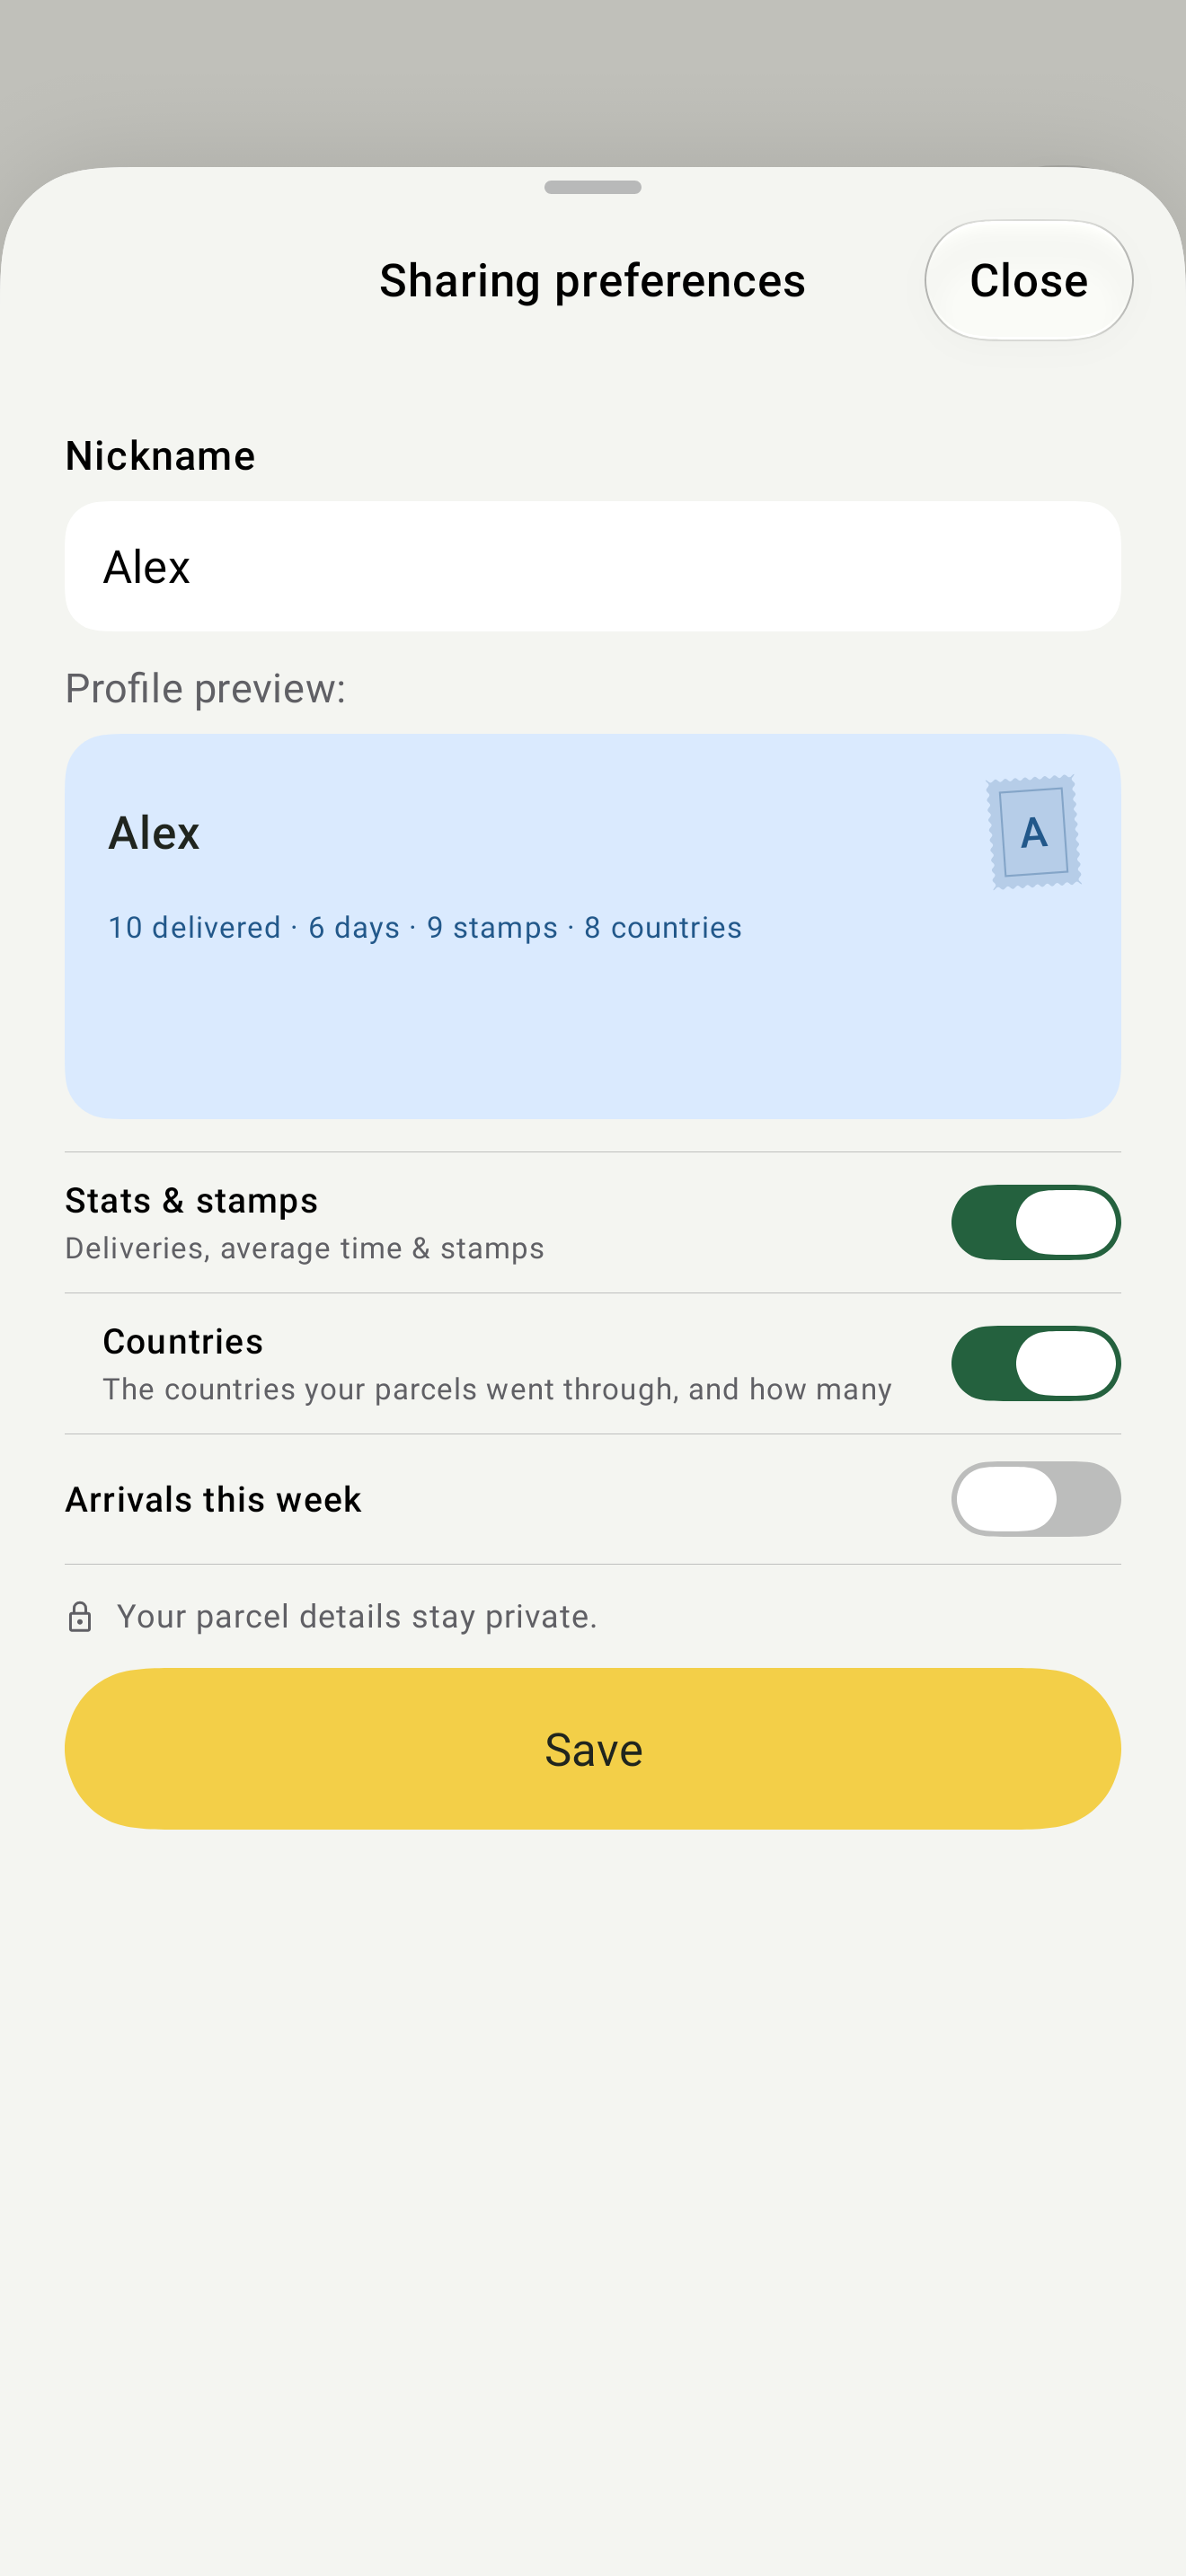 Sharing preferences
Close
Nickname
Alex
Profile preview:
Alex
A
10 delivered · 6 days · 9 stamps · 8 countries
Stats & stamps
Deliveries, average time & stamps
Countries
The countries your parcels went through, and how many
Arrivals this week
Your parcel details stay private.
Save